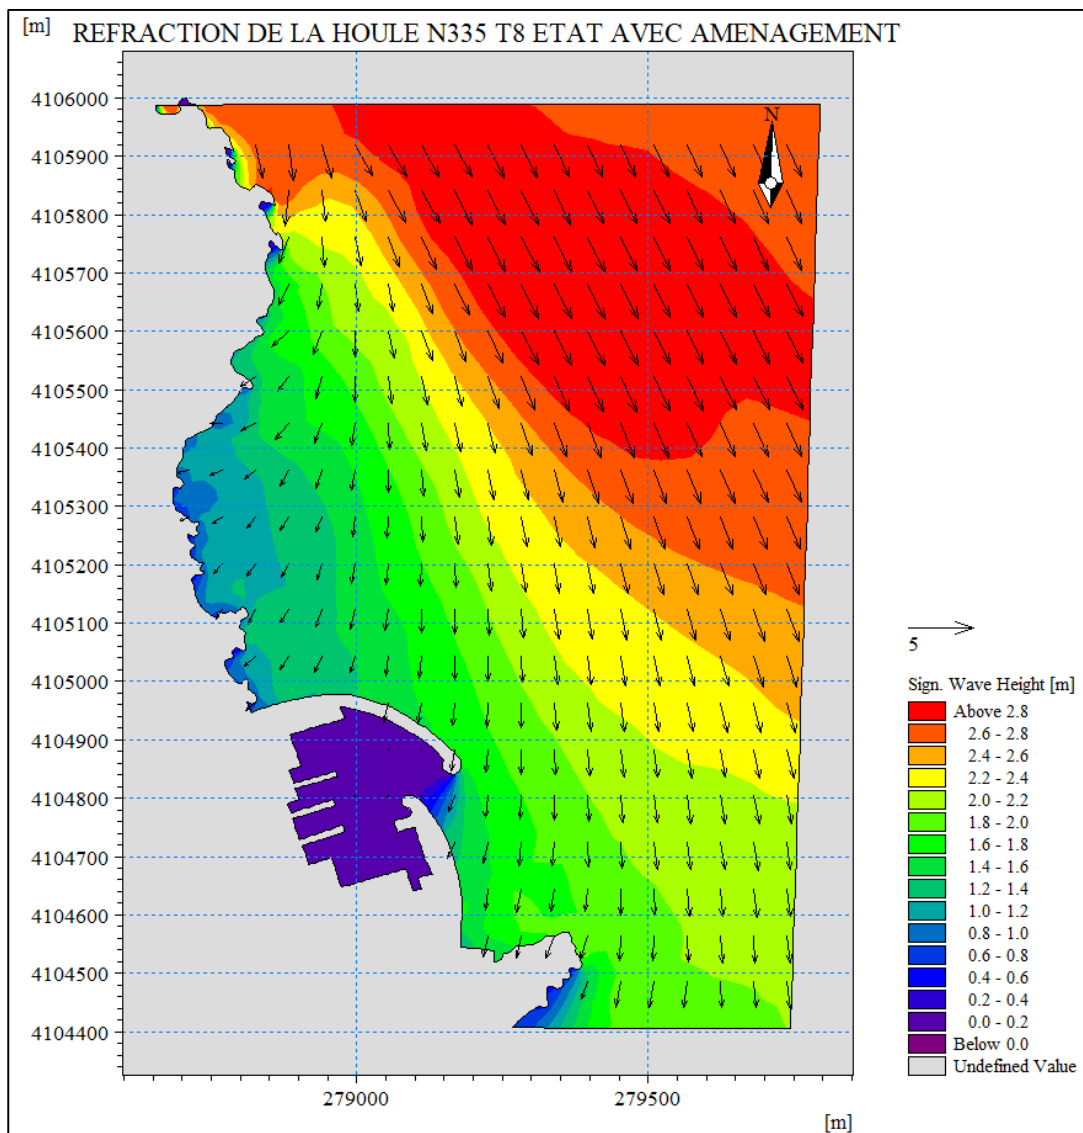 [m] REFRACTION DE LA HOULE N335 T8 ETAT AVEC AMENAGEMENT
4106000
4105900
4105800
4105700
4105600
4105500
4105400
4105300
4105200
4105100
4105000
4104900
4104800
4104700
4104600
4104500
4104400
N
279000 279500
[m]
5
Sign. Wave Height [m]
Above 2.8
2.6 - 2.8
2.4 - 2.6
2.2 - 2.4
2.0 - 2.2
1.8 - 2.0
1.6 - 1.8
1.4 - 1.6
1.2 - 1.4
1.0 - 1.2
0.8 - 1.0
0.6 - 0.8
0.4 - 0.6
0.2 - 0.4
0.0 - 0.2
Below 0.0
Undefined Value